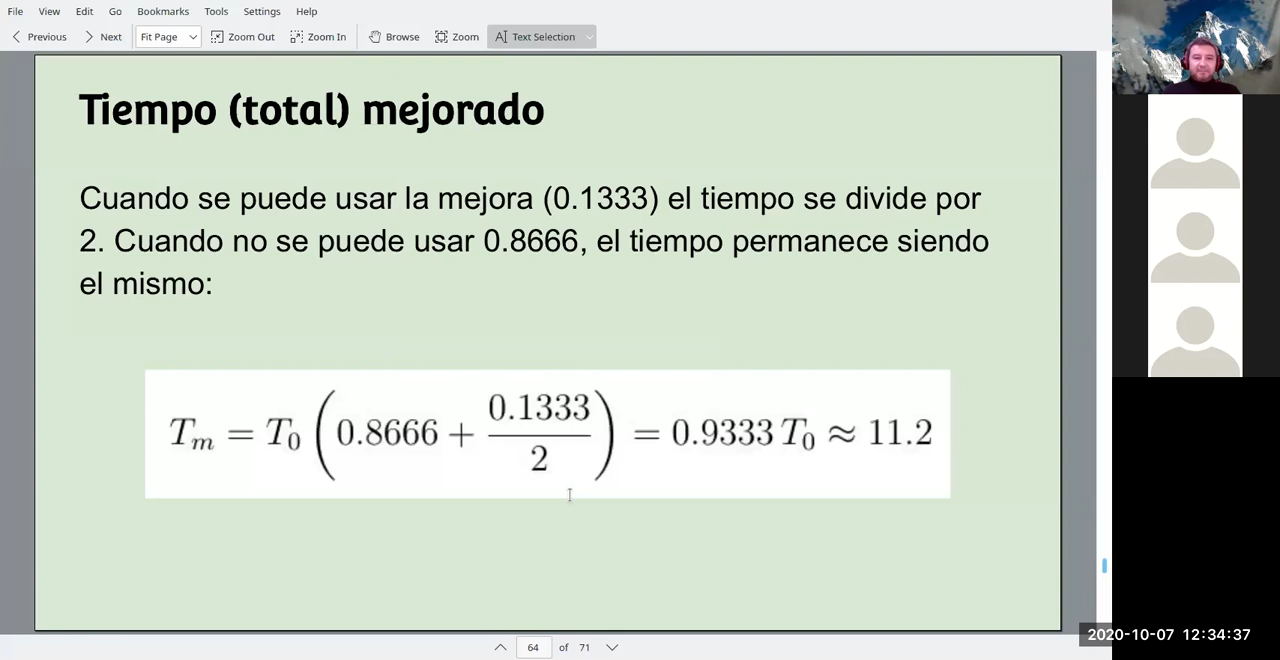 File View Edit Go Bookmarks Tools Settings Help
Previous Next Fit Page Zoom Out Zoom In Browse Zoom Text Selection
Tiempo (total) mejorado
Cuando se puede usar la mejora (0.1333) el tiempo se divide por
2. Cuando no se puede usar 0.8666, el tiempo permanece siendo
el mismo:
T_m = T_0 (0.8666 + 0.1333/2) = 0.9333 T_0 ≈ 11.2
64 of 71
2020-10-07 12:34:37